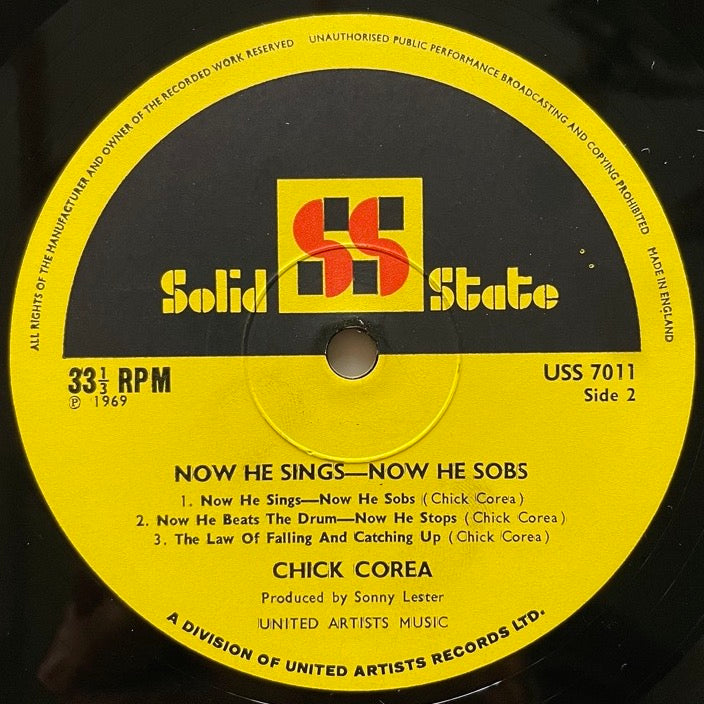 ALL RIGHTS OF THE MANUFACTURER AND OWNER OF THE RECORDED WORK RESERVED UNAUTHORISED PUBLIC PERFORMANCE BROADCASTING AND COPYING PROHIBITED MADE IN ENGLAND
SS
Solid State
33⅓ RPM
Ⓟ 1969
USS 7011
Side 2
NOW HE SINGS—NOW HE SOBS
1. Now He Sings—Now He Sobs (Chick Corea)
2. Now He Beats The Drum—Now He Stops (Chick Corea)
3. The Law Of Falling And Catching Up (Chick Corea)
CHICK COREA
Produced by Sonny Lester
UNITED ARTISTS MUSIC
A DIVISION OF UNITED ARTISTS RECORDS LTD.